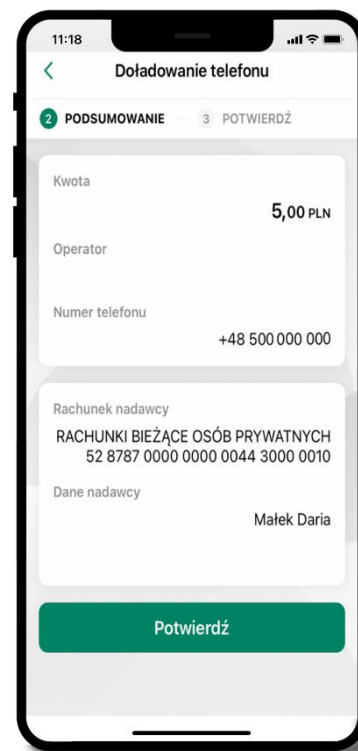 11:18
Doładowanie telefonu
2 PODSUMOWANIE 3 POTWIERDŹ
Kwota
5,00 PLN
Operator
Numer telefonu
+48 500 000 000
Rachunek nadawcy
RACHUNKI BIEŻĄCE OSÓB PRYWATNYCH
52 8787 0000 0000 0044 3000 0010
Dane nadawcy
Małek Daria
Potwierdź